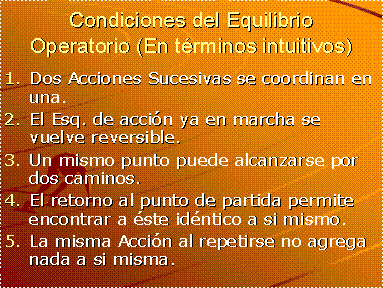 Condiciones del Equilibrio
Operatorio (En términos intuitivos)
1. Dos Acciones Sucesivas se coordinan en
una.
2. El Esq. de acción ya en marcha se
vuelve reversible.
3. Un mismo punto puede alcanzarse por
dos caminos.
4. El retorno al punto de partida permite
encontrar a éste idéntico a si mismo.
5. La misma Acción al repetirse no agrega
nada a si misma.